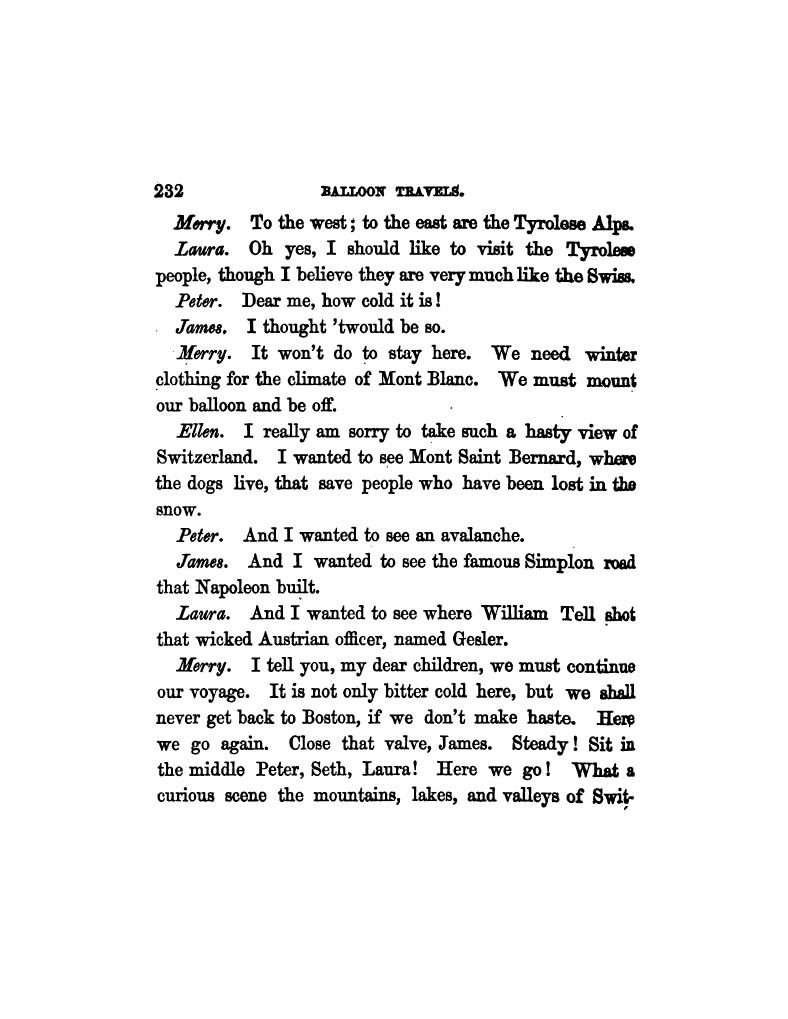 232 BALLOON TRAVELS.
Merry. To the west; to the east are the Tyrolese Alps.
Laura. Oh yes, I should like to visit the Tyrolese
people, though I believe they are very much like the Swiss.
Peter. Dear me, how cold it is!
James. I thought 'twould be so.
Merry. It won't do to stay here. We need winter
clothing for the climate of Mont Blanc. We must mount
our balloon and be off.
Ellen. I really am sorry to take such a hasty view of
Switzerland. I wanted to see Mont Saint Bernard, where
the dogs live, that save people who have been lost in the
snow.
Peter. And I wanted to see an avalanche.
James. And I wanted to see the famous Simplon road
that Napoleon built.
Laura. And I wanted to see where William Tell shot
that wicked Austrian officer, named Gesler.
Merry. I tell you, my dear children, we must continue
our voyage. It is not only bitter cold here, but we shall
never get back to Boston, if we don't make haste. Here
we go again. Close that valve, James. Steady! Sit in
the middle Peter, Seth, Laura! Here we go! What a
curious scene the mountains, lakes, and valleys of Swit-